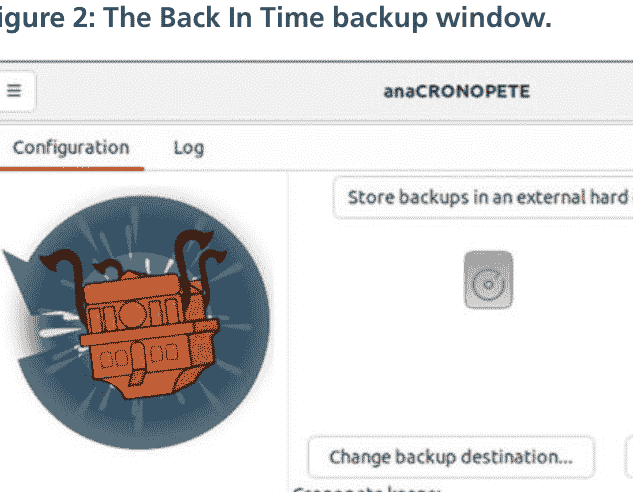 igure 2: The Back In Time backup window.
anaCRONOPETE
Configuration
Log
Store backups in an external hard
Change backup destination...